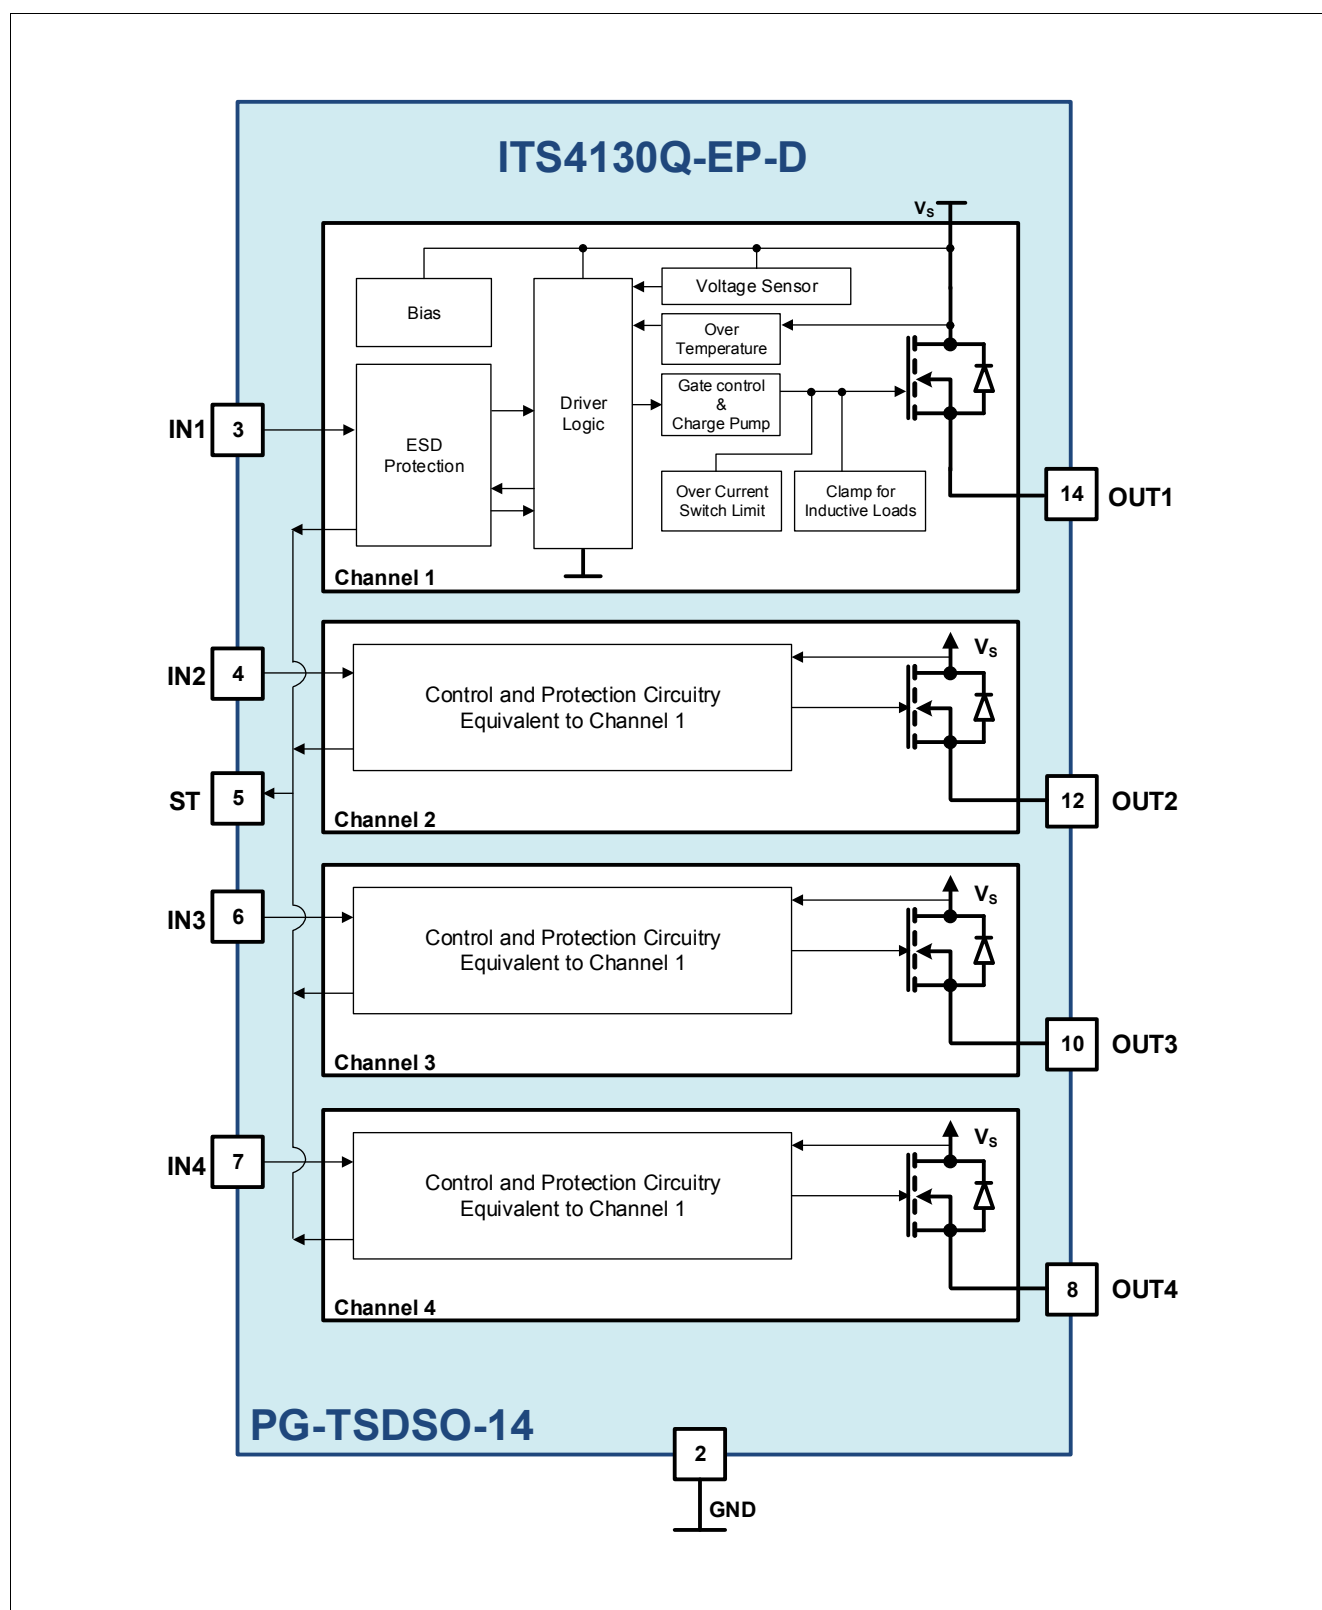 ITS4130Q-EP-D
VS
Voltage Sensor
Bias
Over
Temperature
Driver
Logic
Gate control
&
Charge Pump
IN1
3
ESD
Protection
Over Current
Switch Limit
Clamp for
Inductive Loads
14
OUT1
Channel 1
IN2
4
Control and Protection Circuitry
Equivalent to Channel 1
VS
ST
5
12
OUT2
Channel 2
IN3
6
Control and Protection Circuitry
Equivalent to Channel 1
VS
10
OUT3
Channel 3
IN4
7
Control and Protection Circuitry
Equivalent to Channel 1
VS
8
OUT4
Channel 4
PG-TSDSO-14
2
GND